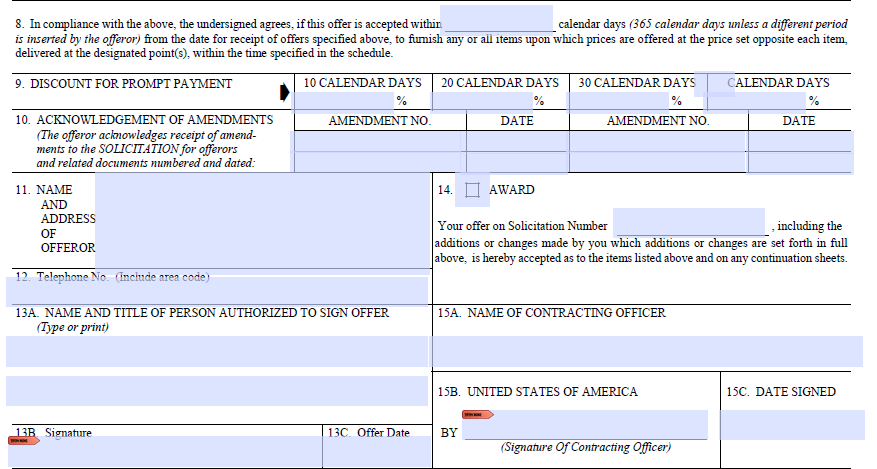 8. In compliance with the above, the undersigned agrees, if this offer is accepted within calendar days (365 calendar days unless a different period
is inserted by the offeror) from the date for receipt of offers specified above, to furnish any or all items upon which prices are offered at the price set opposite each item,
delivered at the designated point(s), within the time specified in the schedule.
9. DISCOUNT FOR PROMPT PAYMENT 10 CALENDAR DAYS 20 CALENDAR DAYS 30 CALENDAR DAYS CALENDAR DAYS
% % % %
10. ACKNOWLEDGEMENT OF AMENDMENTS AMENDMENT NO. DATE AMENDMENT NO. DATE
(The offeror acknowledges receipt of amend-
ments to the SOLICITATION for offerors
and related documents numbered and dated:
11. NAME
AND
ADDRESS
OF
OFFEROR
14. AWARD
Your offer on Solicitation Number , including the
additions or changes made by you which additions or changes are set forth in full
above, is hereby accepted as to the items listed above and on any continuation sheets.
12. Telephone No. (Include area code)
13A. NAME AND TITLE OF PERSON AUTHORIZED TO SIGN OFFER
(Type or print)
15A. NAME OF CONTRACTING OFFICER
15B. UNITED STATES OF AMERICA
15C. DATE SIGNED
13B. Signature
13C. Offer Date
BY
(Signature Of Contracting Officer)